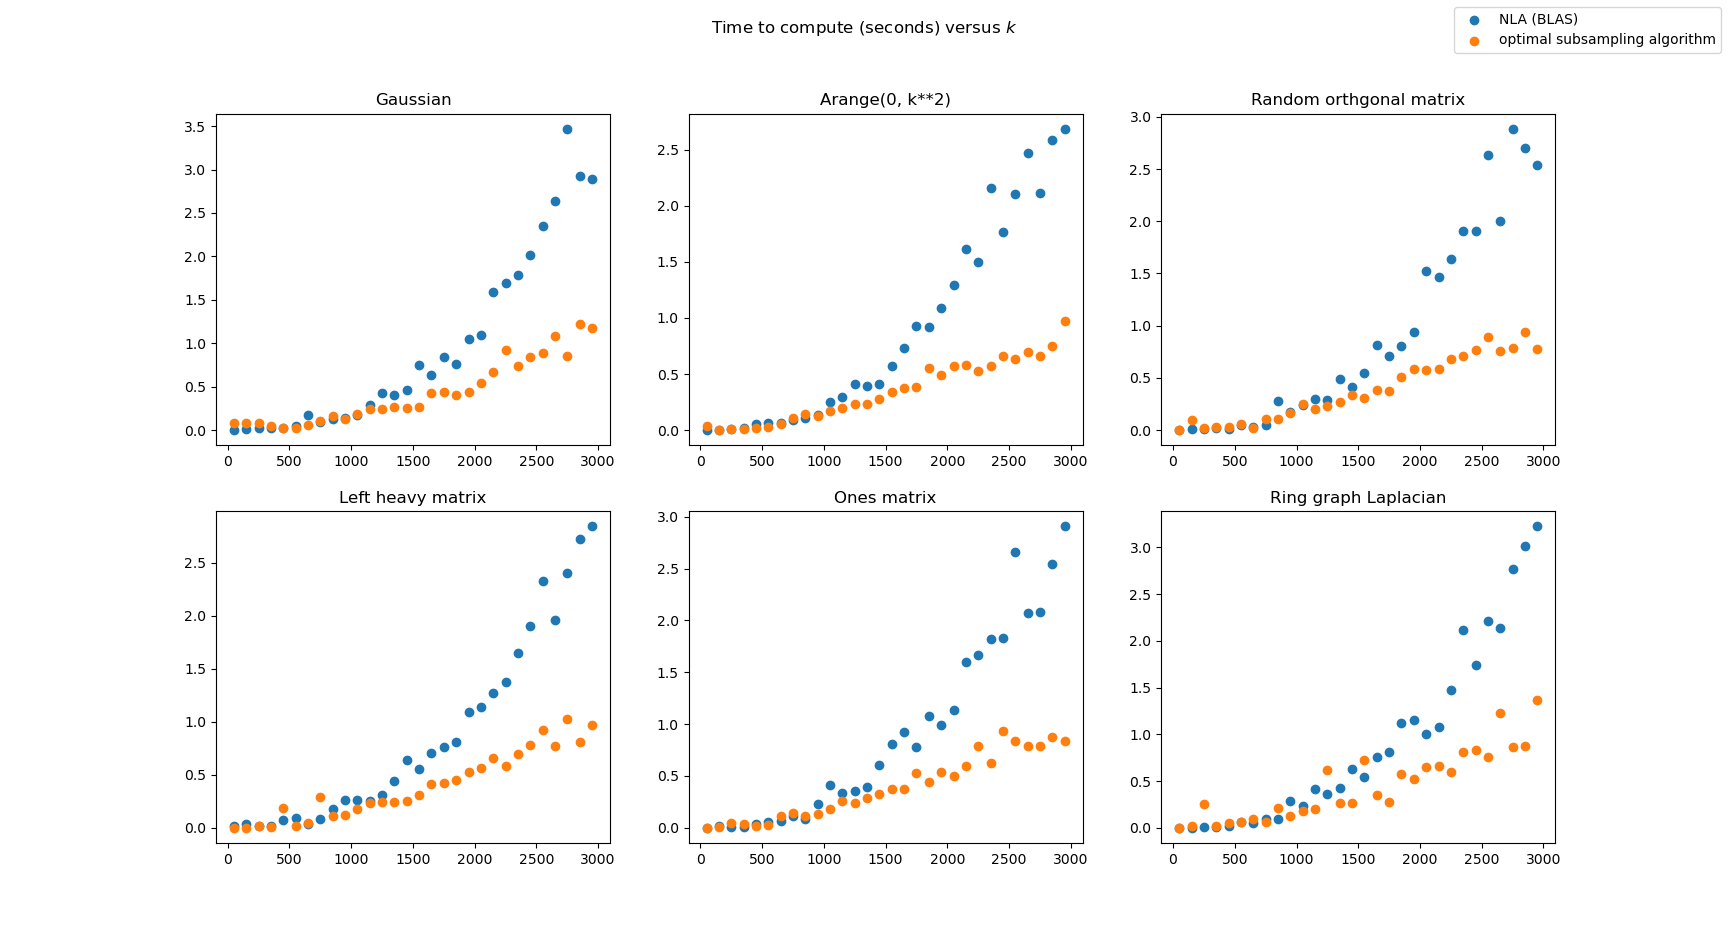 Time to compute (seconds) versus k
NLA (BLAS)
optimal subsampling algorithm
Gaussian
3.5
3.0
2.5
2.0
1.5
1.0
0.5
0.0
0 500 1000 1500 2000 2500 3000
Arange(0, k**2)
2.5
2.0
1.5
1.0
0.5
0.0
0 500 1000 1500 2000 2500 3000
Random orthgonal matrix
3.0
2.5
2.0
1.5
1.0
0.5
0.0
0 500 1000 1500 2000 2500 3000
Left heavy matrix
2.5
2.0
1.5
1.0
0.5
0.0
0 500 1000 1500 2000 2500 3000
Ones matrix
3.0
2.5
2.0
1.5
1.0
0.5
0.0
0 500 1000 1500 2000 2500 3000
Ring graph Laplacian
3.0
2.5
2.0
1.5
1.0
0.5
0.0
0 500 1000 1500 2000 2500 3000